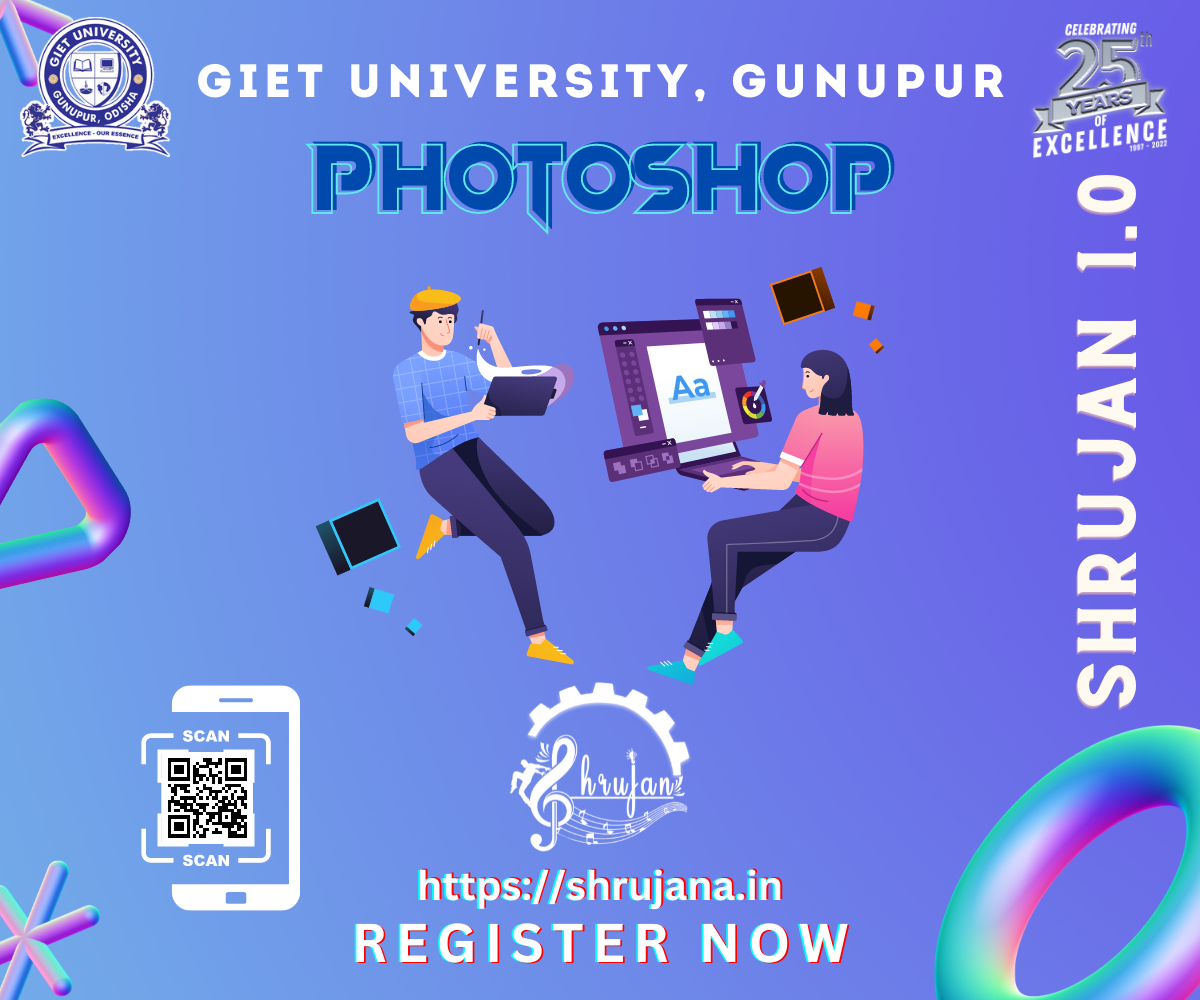 GIET UNIVERSITY
GUNUPUR, ODISHA
EXCELLENCE - OUR ESSENCE
GIET UNIVERSITY, GUNUPUR
CELEBRATING
25th
YEARS
OF
EXCELLENCE
1997 - 2022
PHOTOSHOP
SHRUJAN 1.0
Aa
SCAN
SCAN
Shrujan
https://shrujana.in
REGISTER NOW